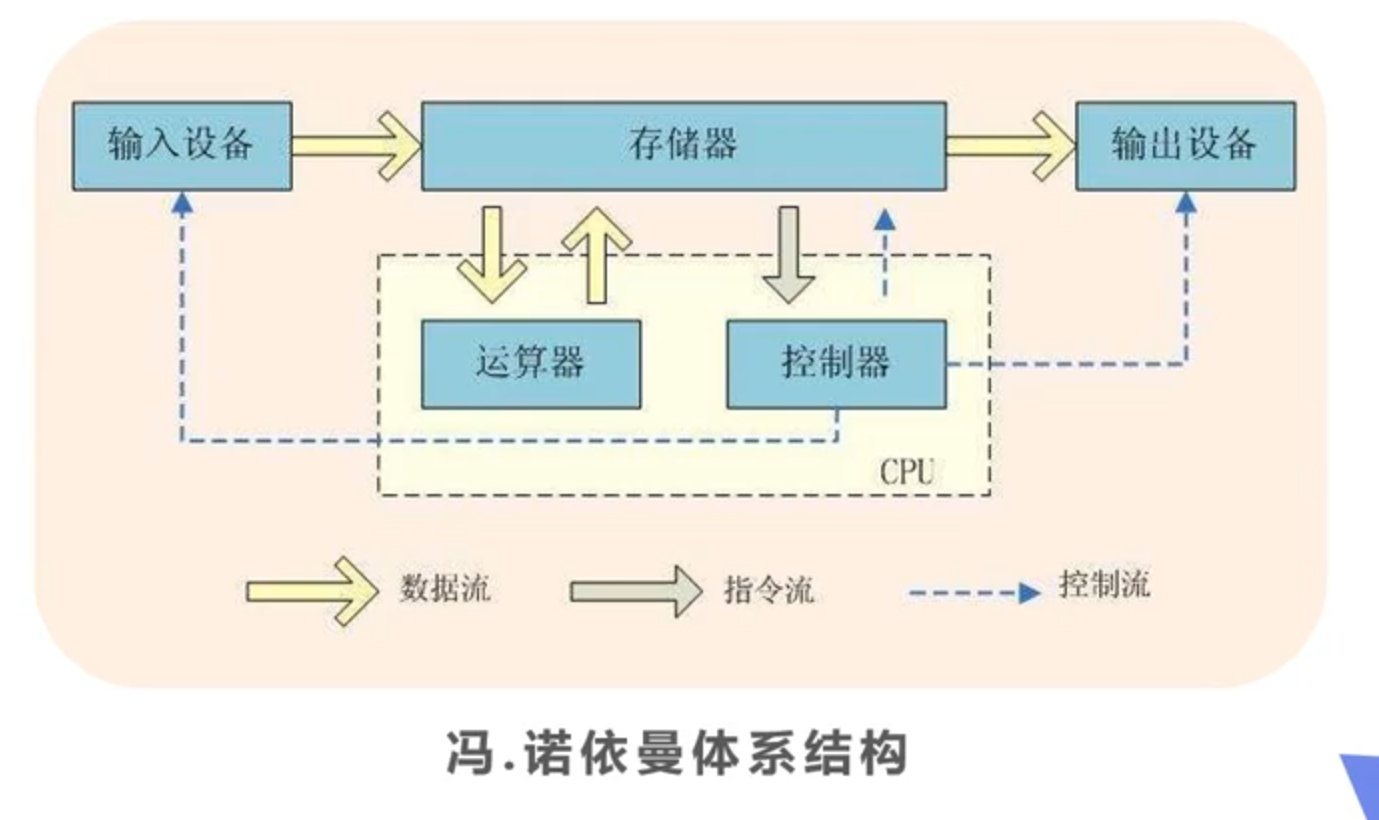 输入设备
存储器
输出设备
运算器
控制器
CPU
数据流
指令流
控制流
冯.诺依曼体系结构